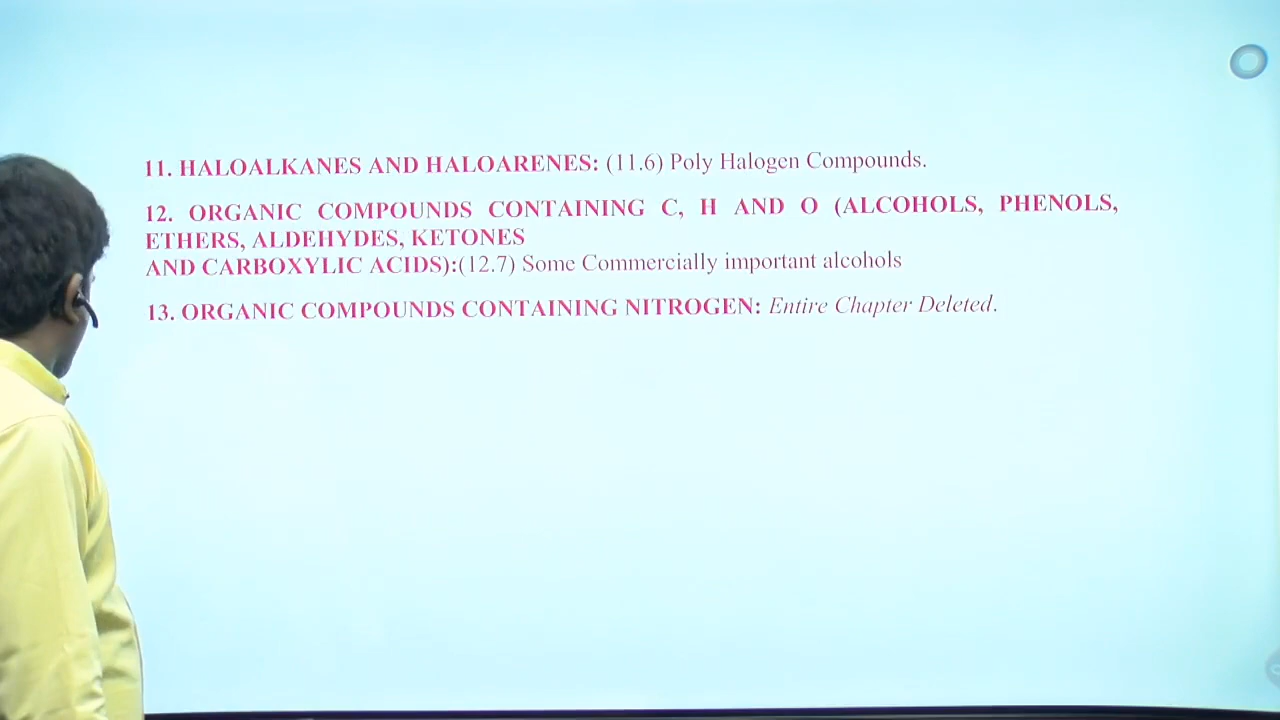 11. HALOALKANES AND HALOARENES: (11.6) Poly Halogen Compounds.
12. ORGANIC COMPOUNDS CONTAINING C, H AND O (ALCOHOLS, PHENOLS,
ETHERS, ALDEHYDES, KETONES
AND CARBOXYLIC ACIDS):(12.7) Some Commercially important alcohols
13. ORGANIC COMPOUNDS CONTAINING NITROGEN: Entire Chapter Deleted.